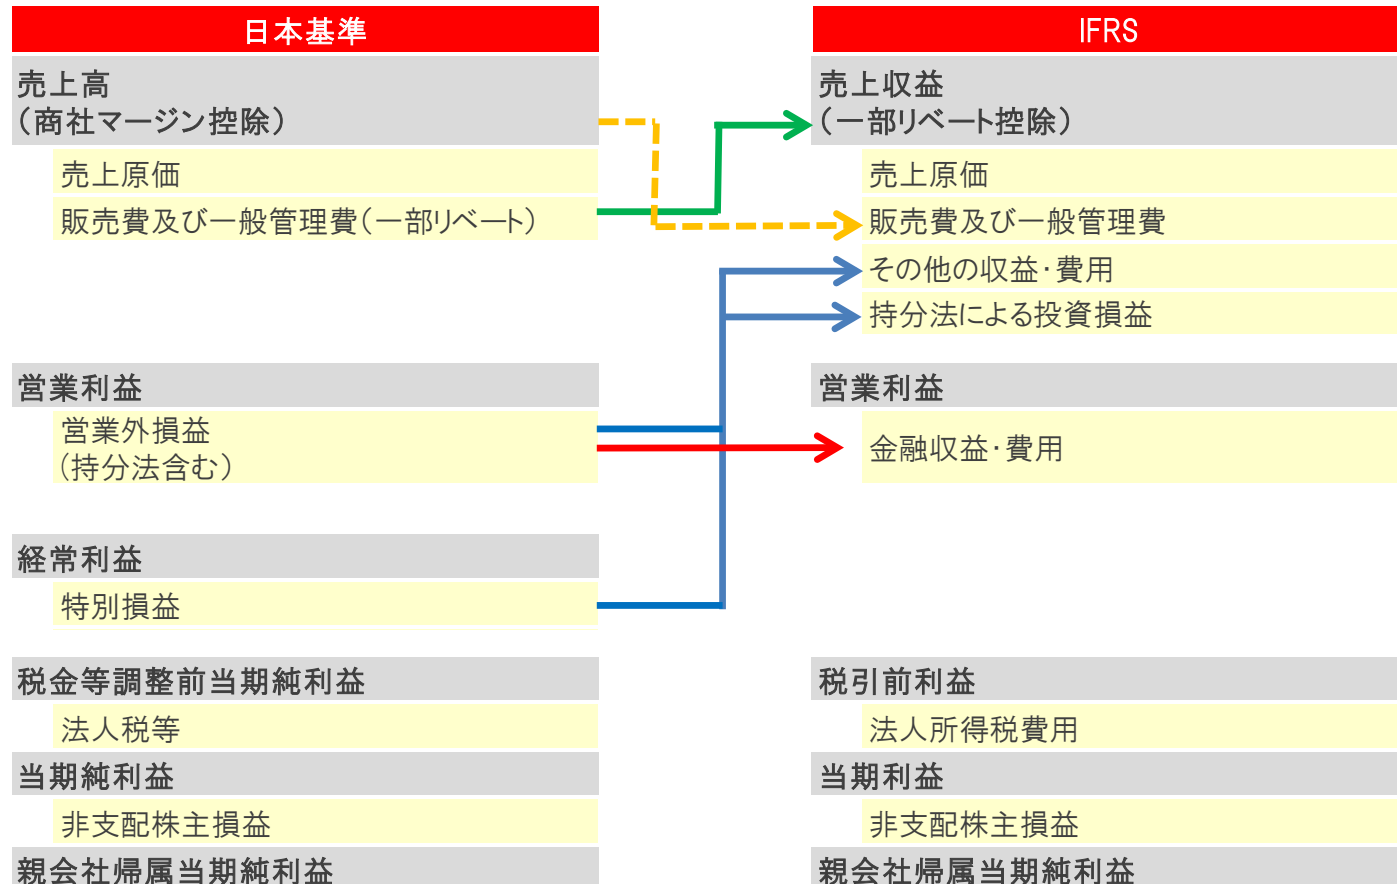 日本基準
売上高
（商社マージン控除）
売上原価
販売費及び一般管理費（一部リベート）
営業利益
営業外損益
（持分法含む）
経常利益
特別損益
税金等調整前当期純利益
法人税等
当期純利益
非支配株主損益
親会社帰属当期純利益
IFRS
売上収益
（一部リベート控除）
売上原価
販売費及び一般管理費
その他の収益･費用
持分法による投資損益
営業利益
金融収益･費用
税引前利益
法人所得税費用
当期利益
非支配株主損益
親会社帰属当期純利益